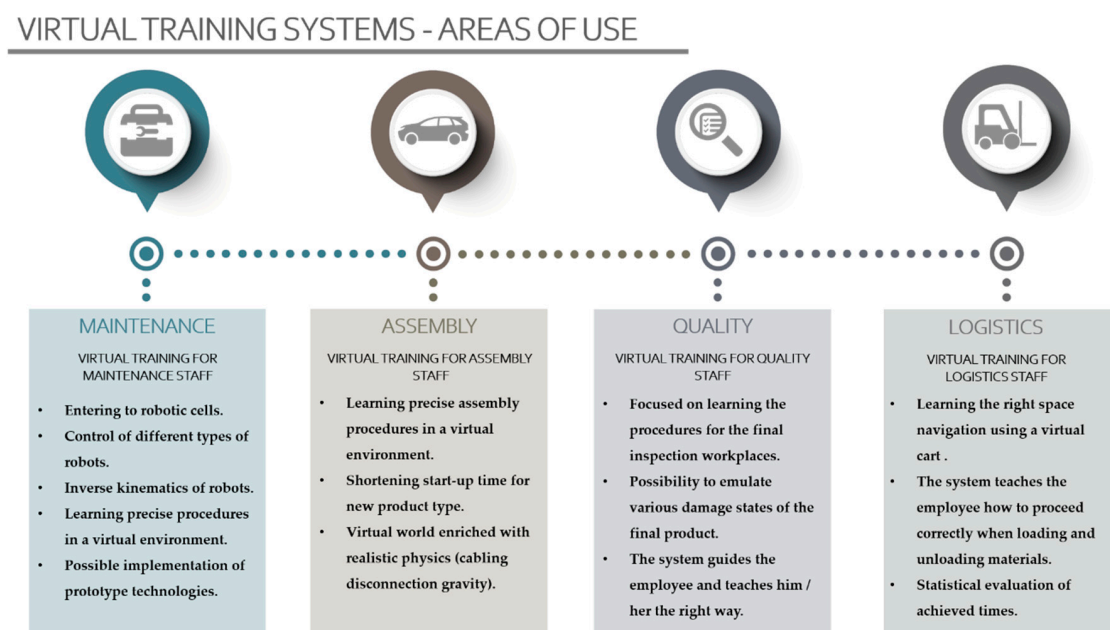 VIRTUAL TRAINING SYSTEMS - AREAS OF USE
MAINTENANCE
VIRTUAL TRAINING FOR
MAINTENANCE STAFF
• Entering to robotic cells.
• Control of different types of
robots.
• Inverse kinematics of robots.
• Learning precise procedures
in a virtual environment.
• Possible implementation of
prototype technologies.
ASSEMBLY
VIRTUAL TRAINING FOR ASSEMBLY
STAFF
• Learning precise assembly
procedures in a virtual
environment.
• Shortening start-up time for
new product type.
• Virtual world enriched with
realistic physics (cabling
disconnection gravity).
QUALITY
VIRTUAL TRAINING FOR QUALITY
STAFF
• Focused on learning the
procedures for the final
inspection workplaces.
• Possibility to emulate
various damage states of the
final product.
• The system guides the
employee and teaches him /
her the right way.
LOGISTICS
VIRTUAL TRAINING FOR
LOGISTICS STAFF
• Learning the right space
navigation using a virtual
cart .
• The system teaches the
employee how to proceed
correctly when loading and
unloading materials.
• Statistical evaluation of
achieved times.